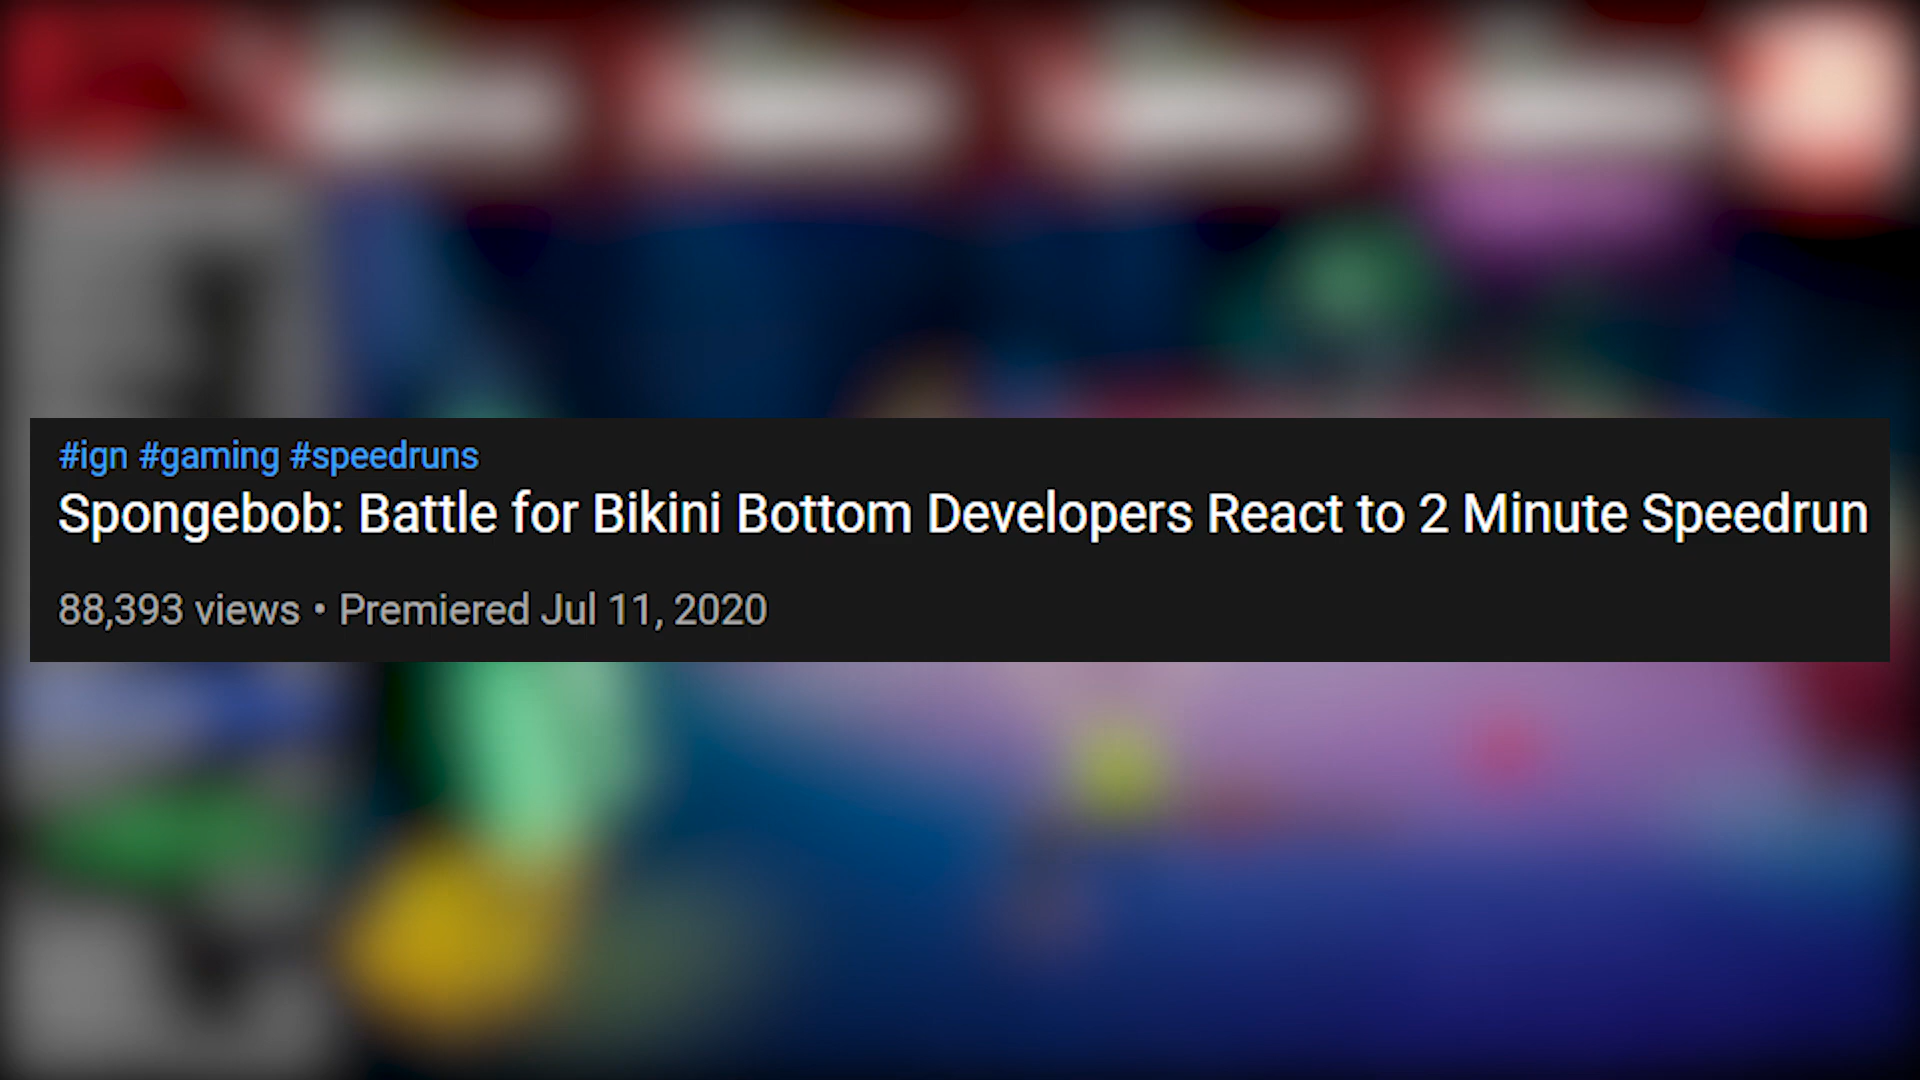 #ign #gaming #speedruns
Spongebob: Battle for Bikini Bottom Developers React to 2 Minute Speedrun
88,393 views • Premiered Jul 11, 2020